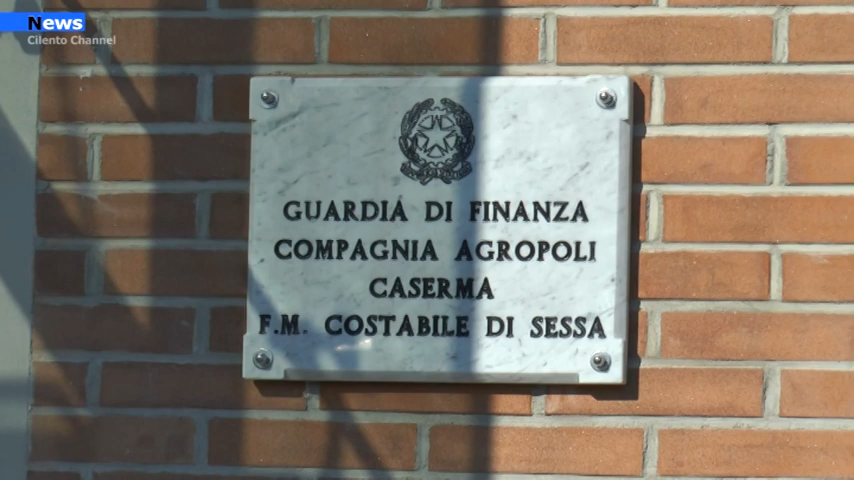 News
Cilento Channel
GUARDIA DI FINANZA
COMPAGNIA AGROPOLI
CASERMA
F.M. COSTABILE DI SESSA